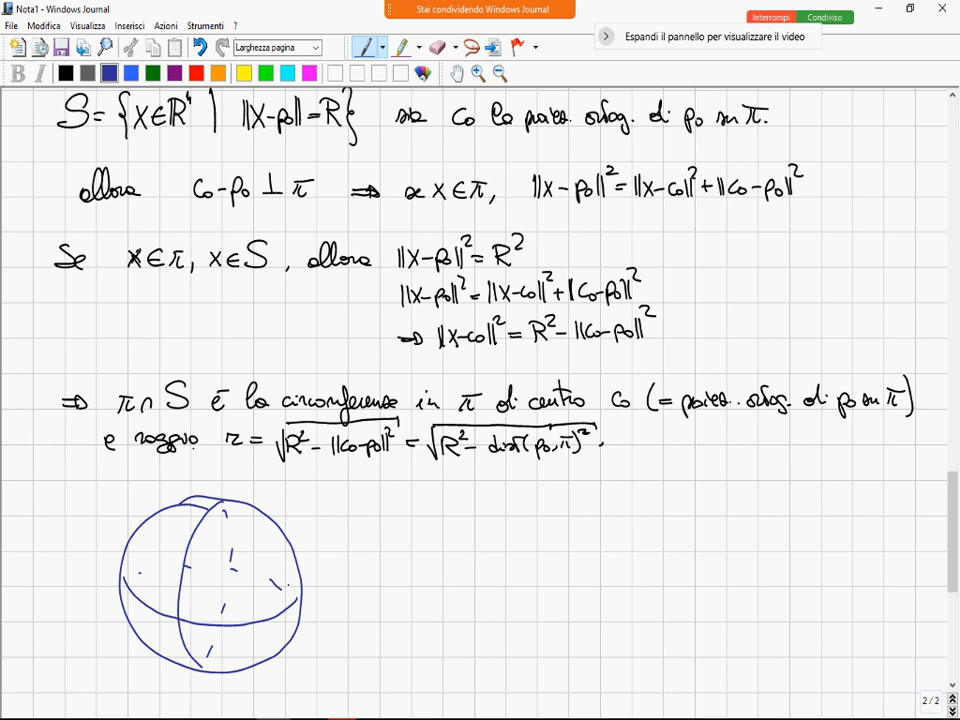 Nota1 - Windows Journal
Stai condividendo Windows Journal
Interrompi Condiviso
File Modifica Visualizza Inserisci Azioni Strumenti ?
Espandi il pannello per visualizzare il video
Larghezza pagina
B I
S = {x∈R⁴ | ||x-p₀|| = R} sia c₀ la proiez. ortog. di p₀ su π.
allora c₀-p₀ ⊥ π ⇒ se x∈π, ||x-p₀||² = ||x-c₀||² + ||c₀-p₀||²
Se x∈π, x∈S, allora ||x-p₀||² = R²
||x-p₀||² = ||x-c₀||² + ||c₀-p₀||²
⇒ ||x-c₀||² = R² - ||c₀-p₀||²
⇒ π∩S è la circonferenza in π di centro c₀ (= proiez. ortog. di p₀ su π)
e raggio r = √(R² - ||c₀-p₀||²) = √(R² - dist(p₀,π)²).
2 / 2